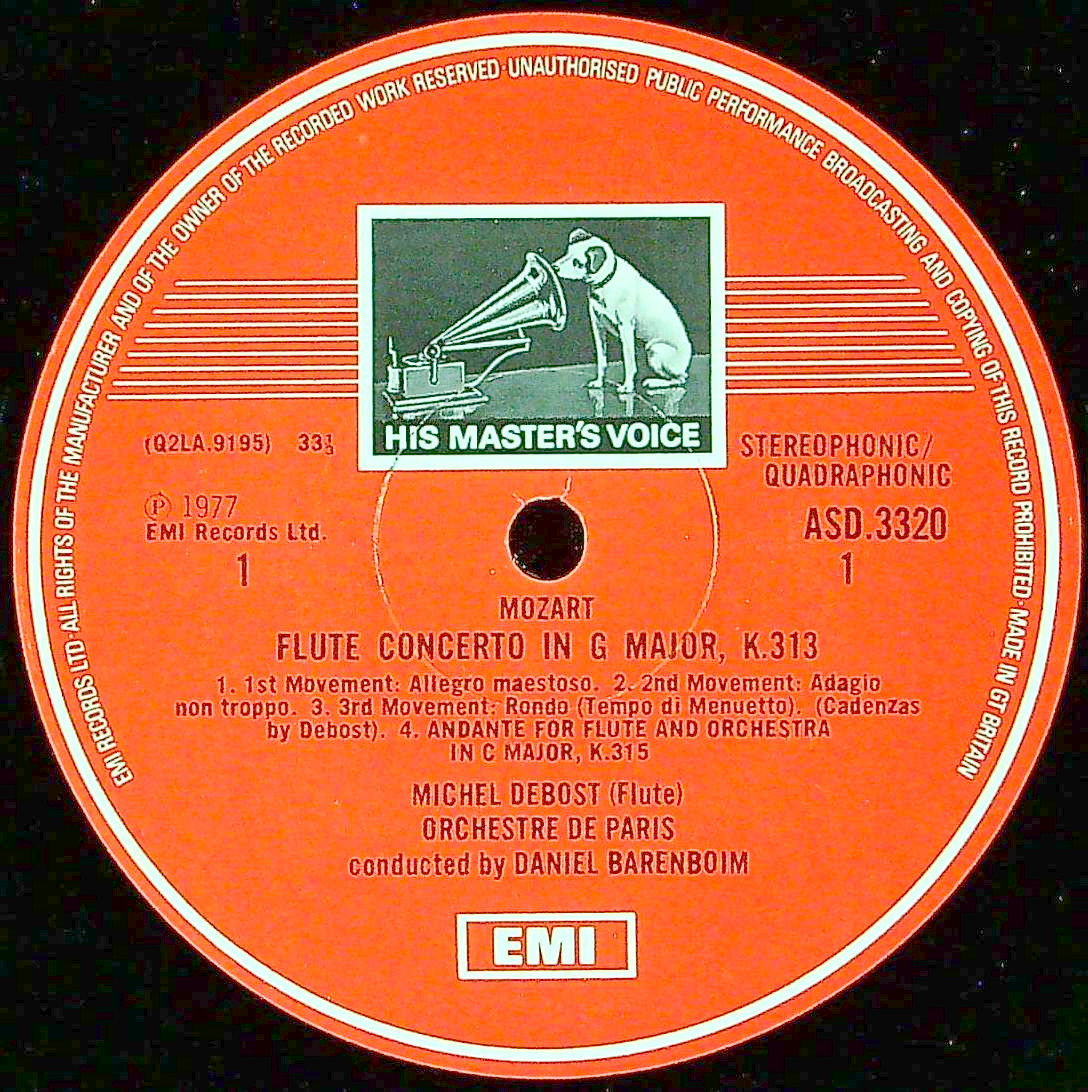 EMI RECORDS LTD·ALL RIGHTS OF THE MANUFACTURER AND OF THE OWNER OF THE RECORDED WORK RESERVED·UNAUTHORISED PUBLIC PERFORMANCE BROADCASTING AND COPYING OF THIS RECORD PROHIBITED·MADE IN GT BRITAIN
HIS MASTER'S VOICE
(Q2LA.9195) 33⅓
STEREOPHONIC/
QUADRAPHONIC
Ⓟ 1977
EMI Records Ltd.
ASD.3320
1
1
MOZART
FLUTE CONCERTO IN G MAJOR, K.313
1. 1st Movement: Allegro maestoso. 2. 2nd Movement: Adagio
non troppo. 3. 3rd Movement: Rondo (Tempo di Menuetto). (Cadenzas
by Debost). 4. ANDANTE FOR FLUTE AND ORCHESTRA
IN C MAJOR, K.315
MICHEL DEBOST (Flute)
ORCHESTRE DE PARIS
conducted by DANIEL BARENBOIM
EMI